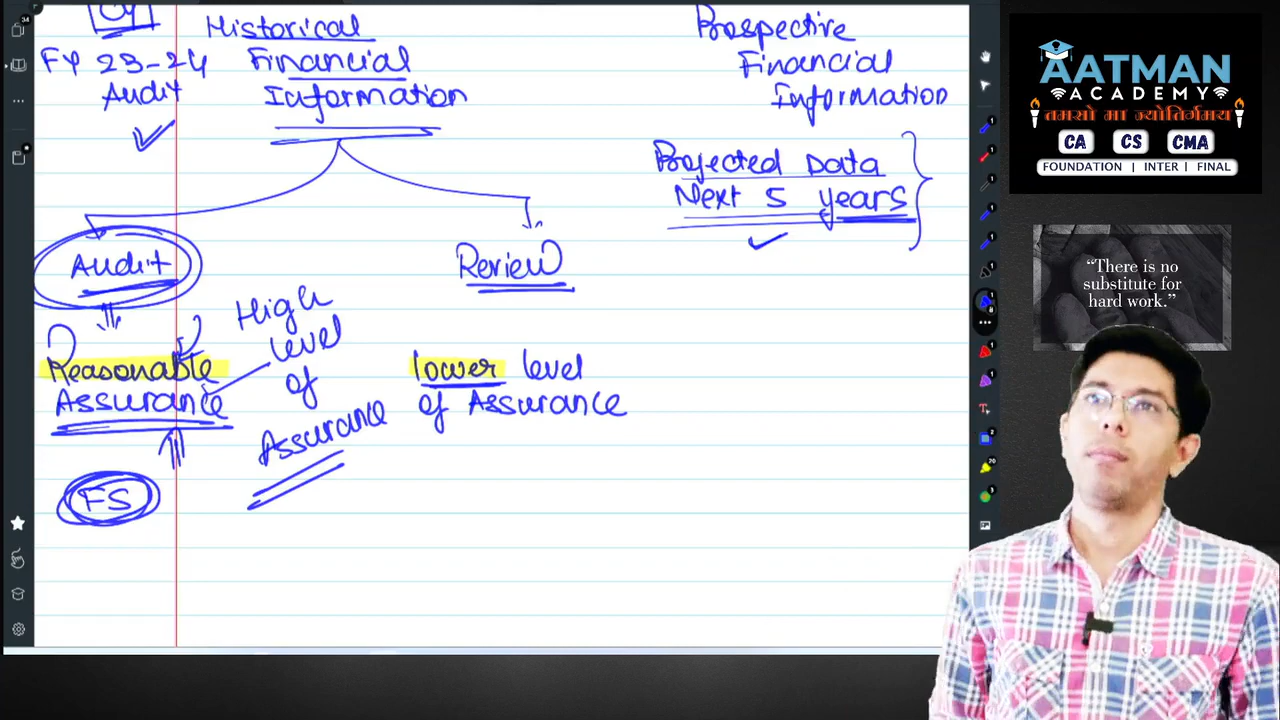 CY
FY 23-24
Audit
Historical
Financial
Information
Prospective
Financial
Information
Projected Data
Next 5 years
Audit
Review
Reasonable
Assurance
High
level
of
Assurance
lower level
of Assurance
FS
AATMAN
ACADEMY
तमसो मा ज्योतिर्गमय
CA CS CMA
FOUNDATION | INTER | FINAL
“There is no
substitute for
hard work.”